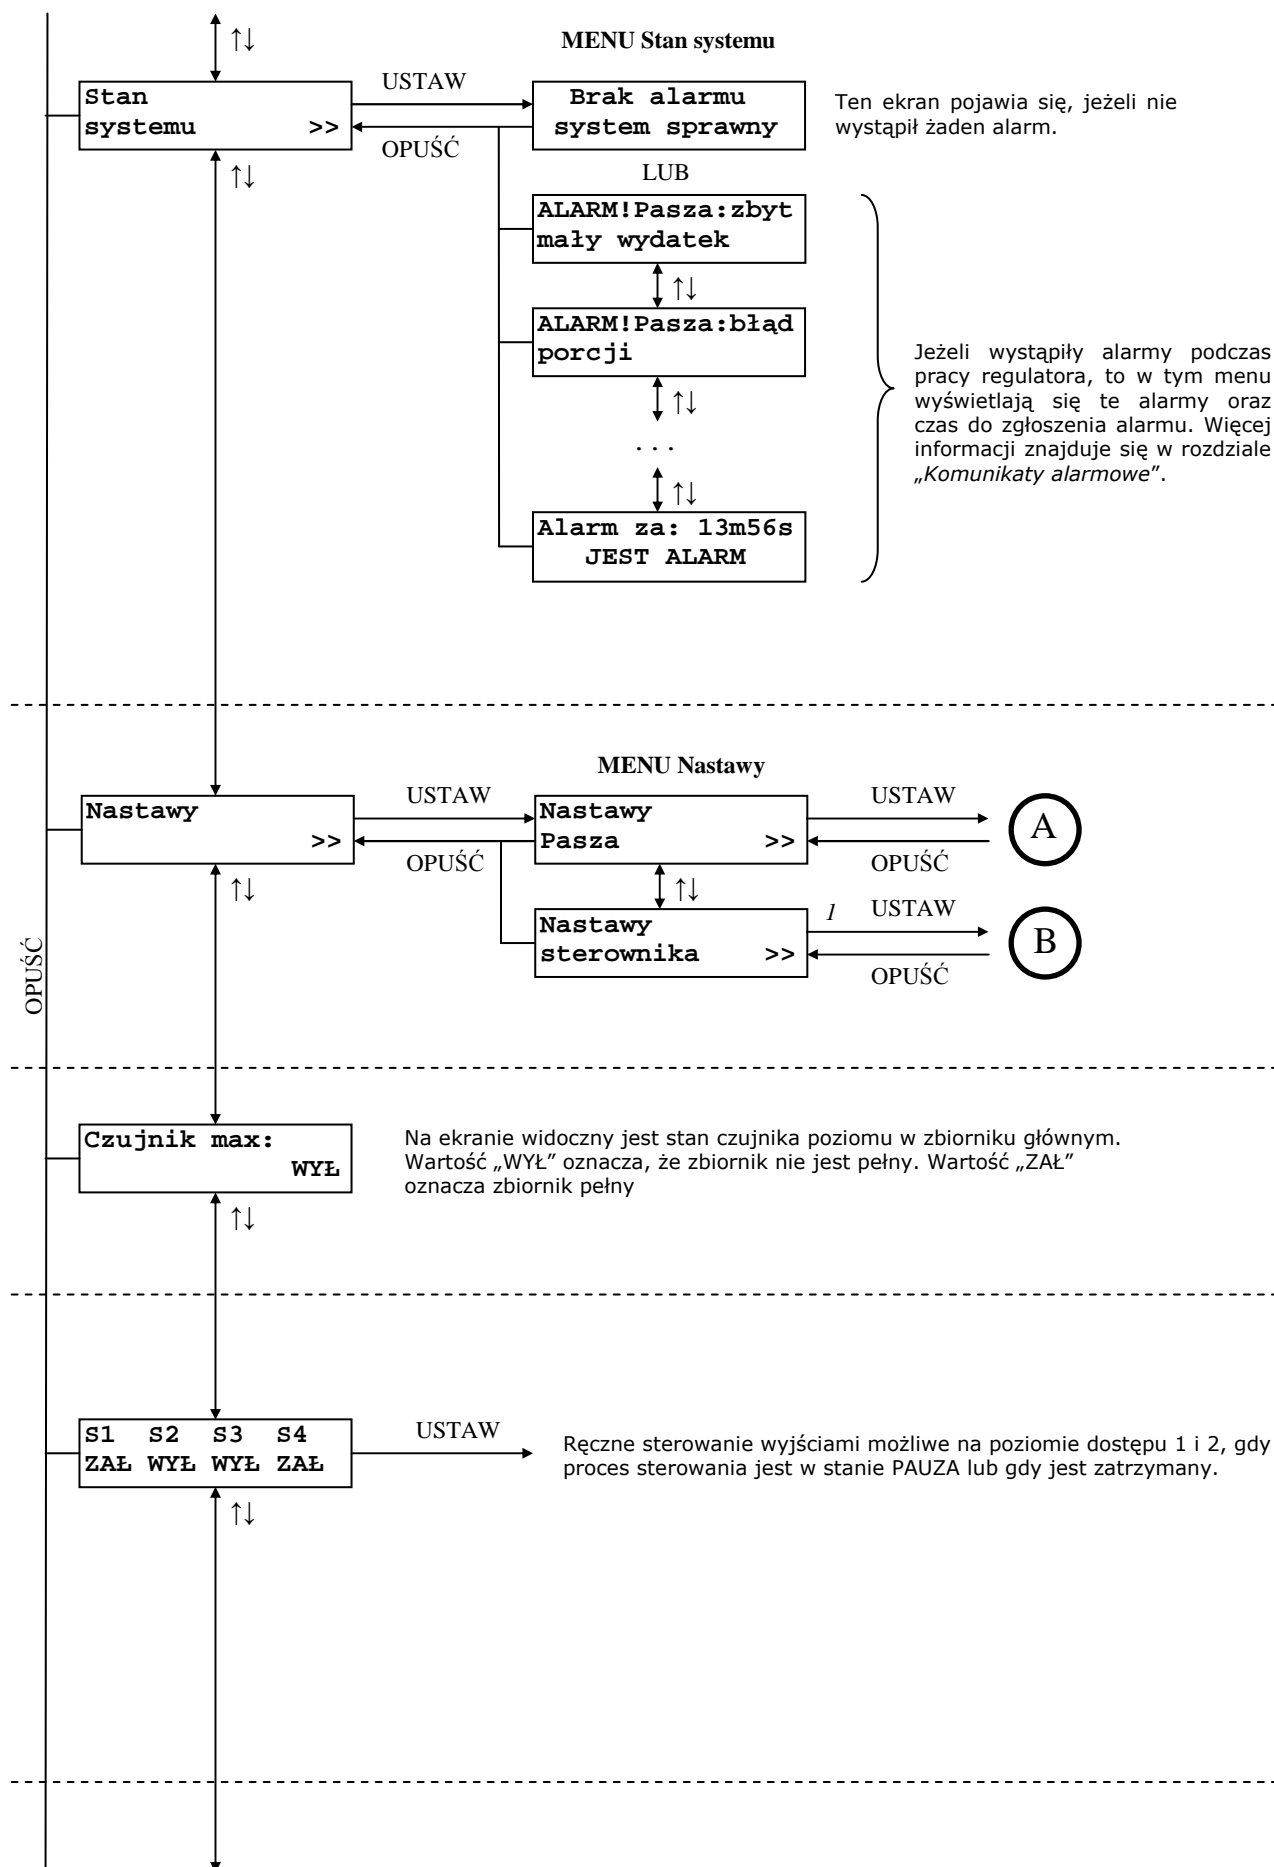 ↑↓
MENU Stan systemu
Stan
systemu >>
USTAW
OPUŚĆ
Brak alarmu
system sprawny
Ten ekran pojawia się, jeżeli nie
wystąpił żaden alarm.
↑↓
LUB
ALARM!Pasza:zbyt
mały wydatek
↑↓
ALARM!Pasza:błąd
porcji
↑↓
...
↑↓
Alarm za: 13m56s
JEST ALARM
Jeżeli wystąpiły alarmy podczas
pracy regulatora, to w tym menu
wyświetlają się te alarmy oraz
czas do zgłoszenia alarmu. Więcej
informacji znajduje się w rozdziale
„Komunikaty alarmowe”.
MENU Nastawy
Nastawy
>>
USTAW
OPUŚĆ
Nastawy
Pasza >>
USTAW
OPUŚĆ
A
↑↓
↑↓
Nastawy
sterownika >>
1 USTAW
OPUŚĆ
B
OPUŚĆ
Czujnik max:
WYŁ
Na ekranie widoczny jest stan czujnika poziomu w zbiorniku głównym.
Wartość „WYŁ” oznacza, że zbiornik nie jest pełny. Wartość „ZAŁ”
oznacza zbiornik pełny
↑↓
S1 S2 S3 S4
ZAŁ WYŁ WYŁ ZAŁ
USTAW
Ręczne sterowanie wyjściami możliwe na poziomie dostępu 1 i 2, gdy
proces sterowania jest w stanie PAUZA lub gdy jest zatrzymany.
↑↓